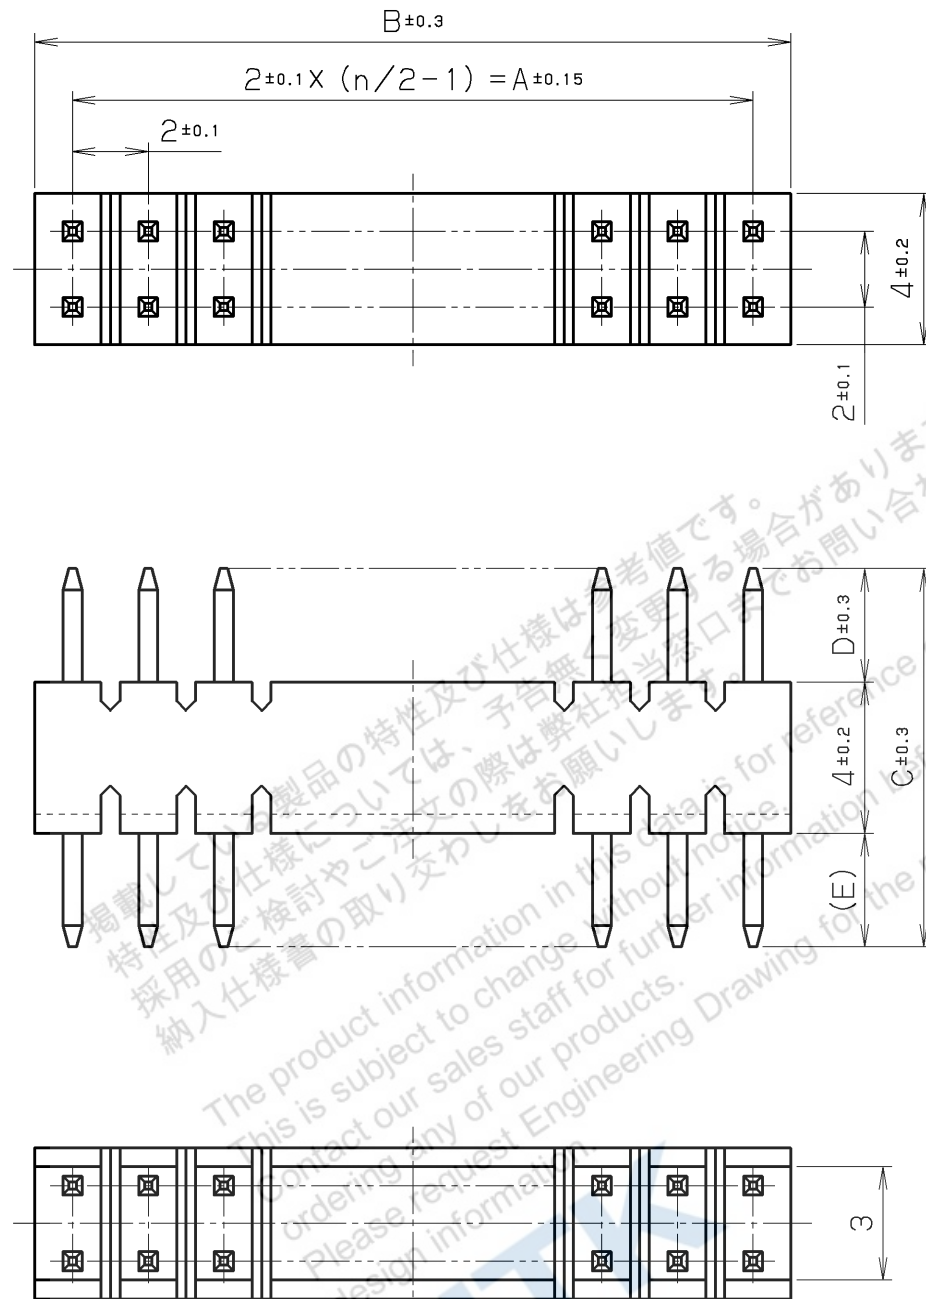 B±0.3
2±0.1X (n/2-1) =A±0.15
2±0.1
4±0.2
2±0.1
D±0.3
4±0.2
C±0.3
(E)
3
掲載している製品の特性及び仕様は参考値です。
特性及び仕様については、予告無く変更する場合がありま
採用のご検討やご注文の際は弊社担当窓口までお問い合
納入仕様書の取り交わしをお願いします。
The product information in this data is for reference
This is subject to change without notice.
Contact our sales staff for further information bef
ordering any of our products.
Please request Engineering Drawing for the
design information.
TK